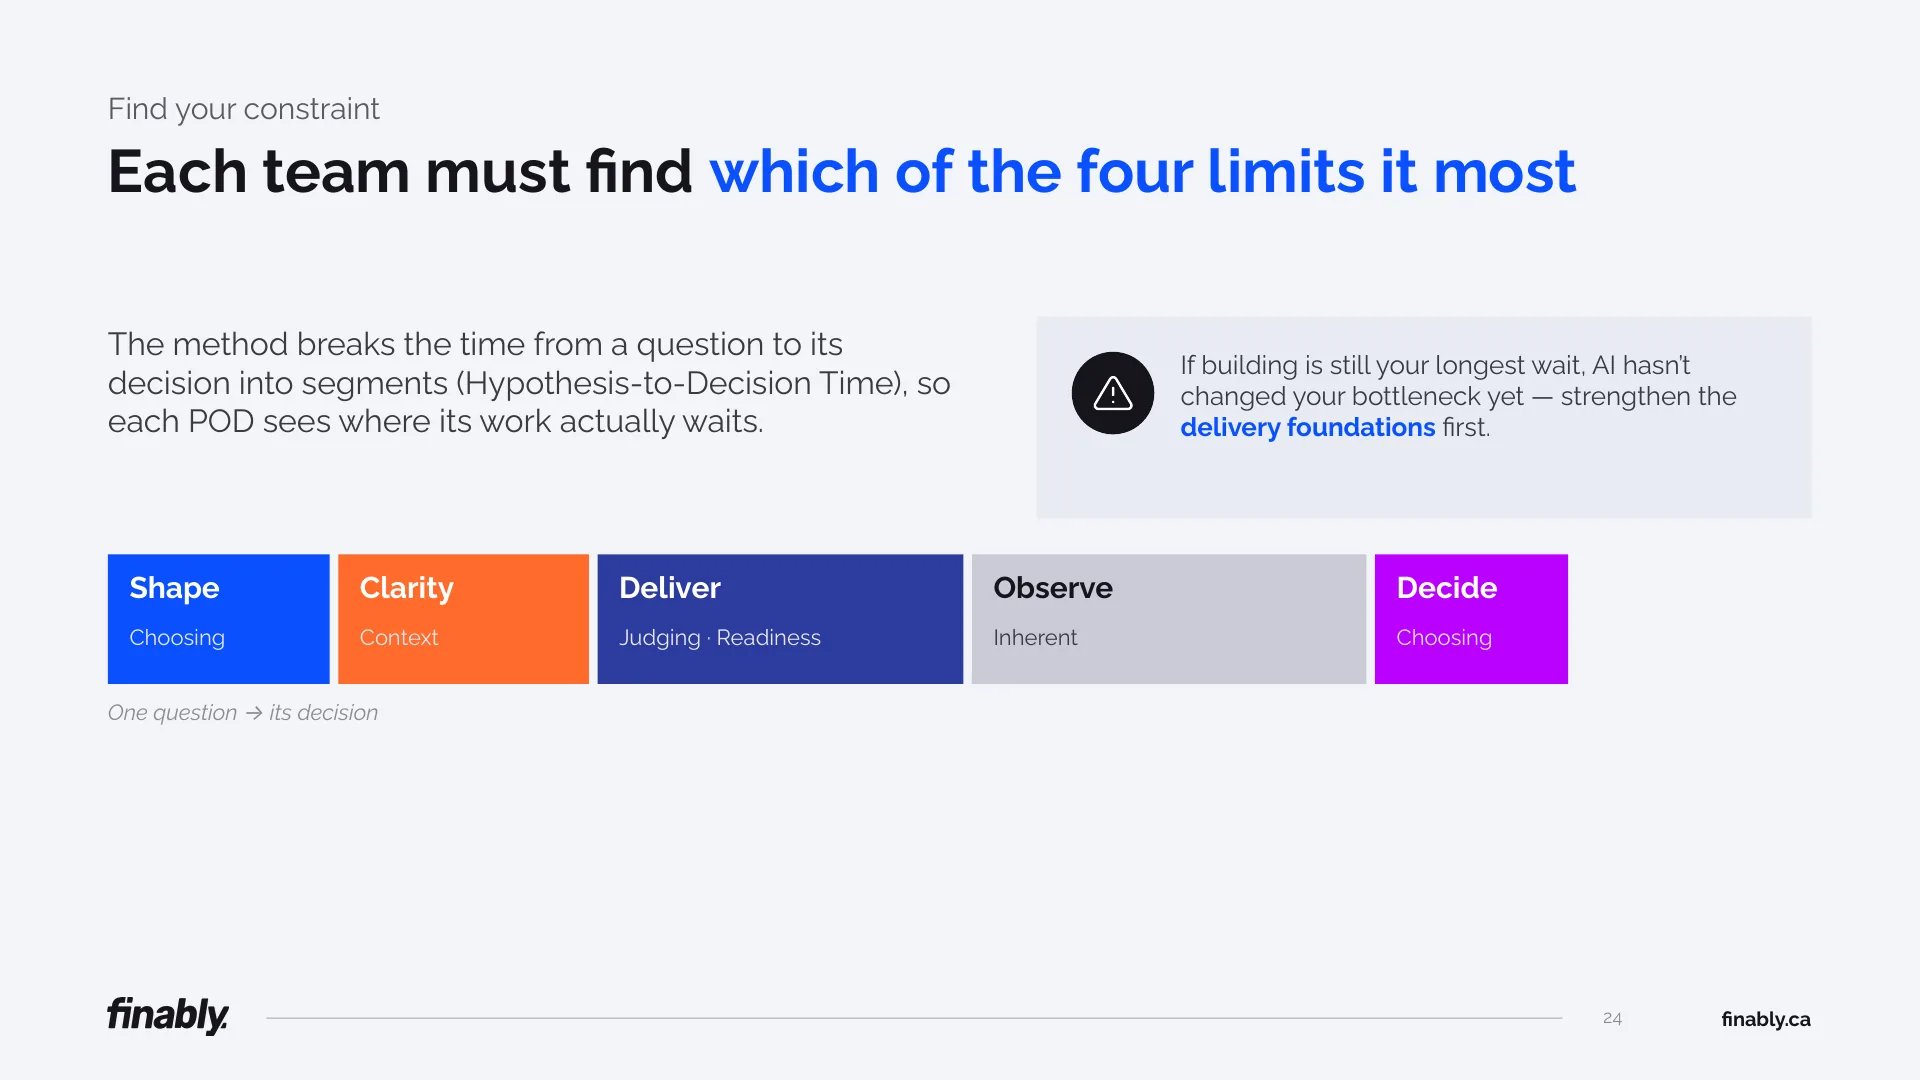 Find your constraint
Each team must find which of the four limits it most
The method breaks the time from a question to its
decision into segments (Hypothesis-to-Decision Time), so
each POD sees where its work actually waits.
If building is still your longest wait, AI hasn’t
changed your bottleneck yet — strengthen the
delivery foundations first.
Shape
Choosing
Clarity
Context
Deliver
Judging · Readiness
Observe
Inherent
Decide
Choosing
One question → its decision
finably.
24
finably.ca